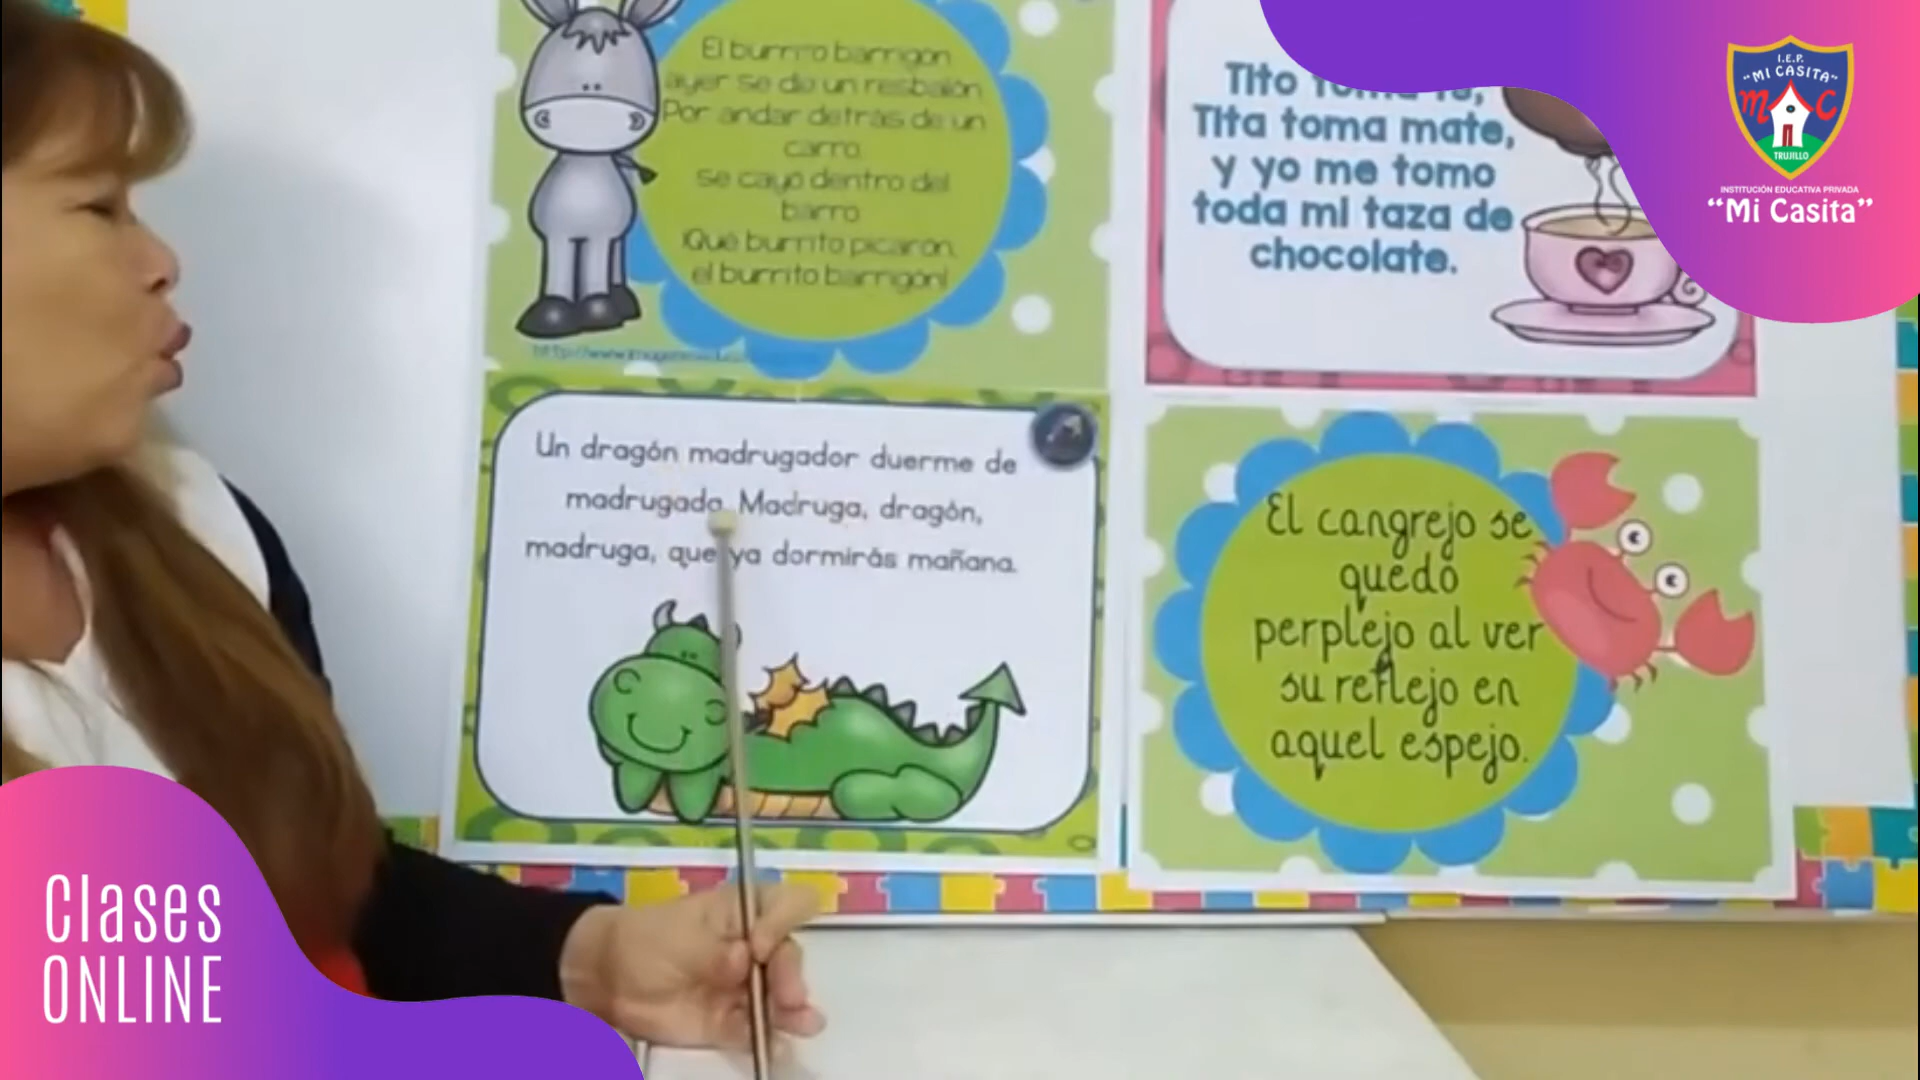 El burrito barrigón
ayer se dio un resbalón
Por andar detrás de un
carro
se cayó dentro del
barro
¡Qué burrito picarón,
el burrito barrigón!
Tito toma té,
Tita toma mate,
y yo me tomo
toda mi taza de
chocolate.
Un dragón madrugador duerme de
madrugada. Madruga, dragón,
madruga, que ya dormirás mañana.
El cangrejo se
quedó
perplejo al ver
su reflejo en
aquel espejo.
I.E.P.
"MI CASITA"
M C
TRUJILLO
INSTITUCIÓN EDUCATIVA PRIVADA
"Mi Casita"
Clases
ONLINE